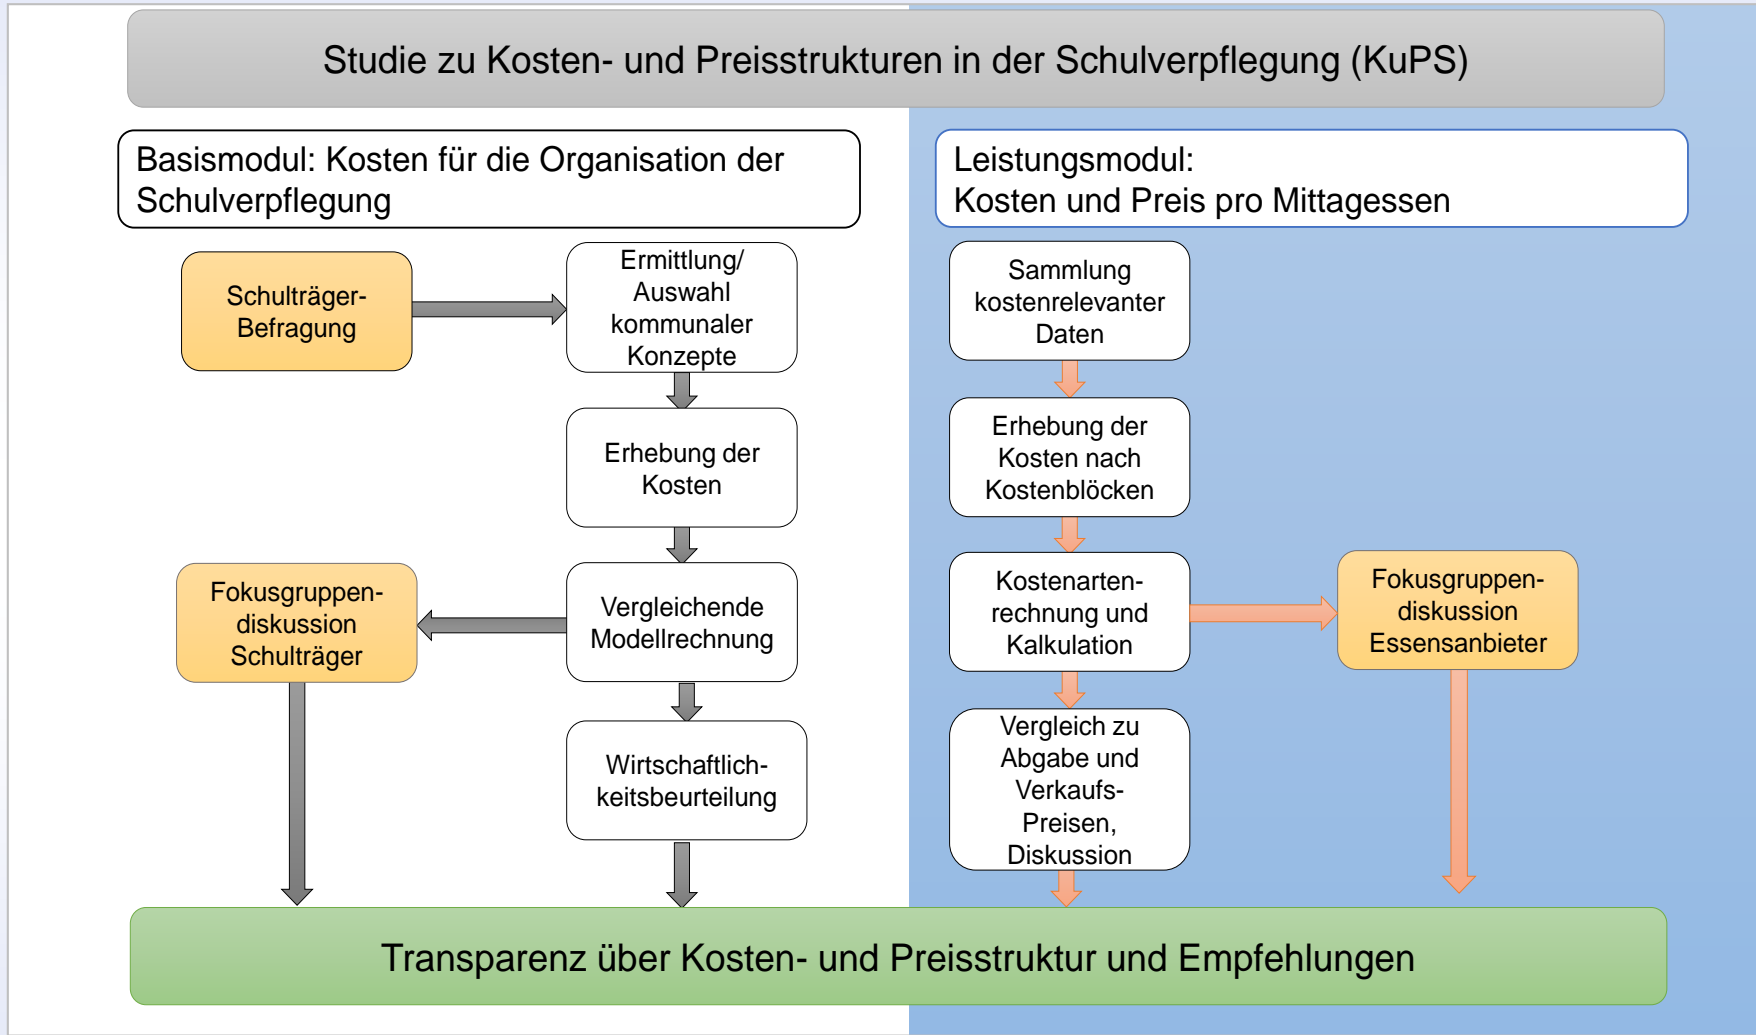 Studie zu Kosten- und Preisstrukturen in der Schulverpflegung (KuPS)
Basismodul: Kosten für die Organisation der
Schulverpflegung
Schulträger-
Befragung
Ermittlung/
Auswahl
kommunaler
Konzepte
Erhebung der
Kosten
Fokusgruppen-
diskussion
Schulträger
Vergleichende
Modellrechnung
Wirtschaftlich-
keitsbeurteilung
Leistungsmodul:
Kosten und Preis pro Mittagessen
Sammlung
kostenrelevanter
Daten
Erhebung der
Kosten nach
Kostenblöcken
Kostenarten-
rechnung und
Kalkulation
Fokusgruppen-
diskussion
Essensanbieter
Vergleich zu
Abgabe und
Verkaufs-
Preisen,
Diskussion
Transparenz über Kosten- und Preisstruktur und Empfehlungen